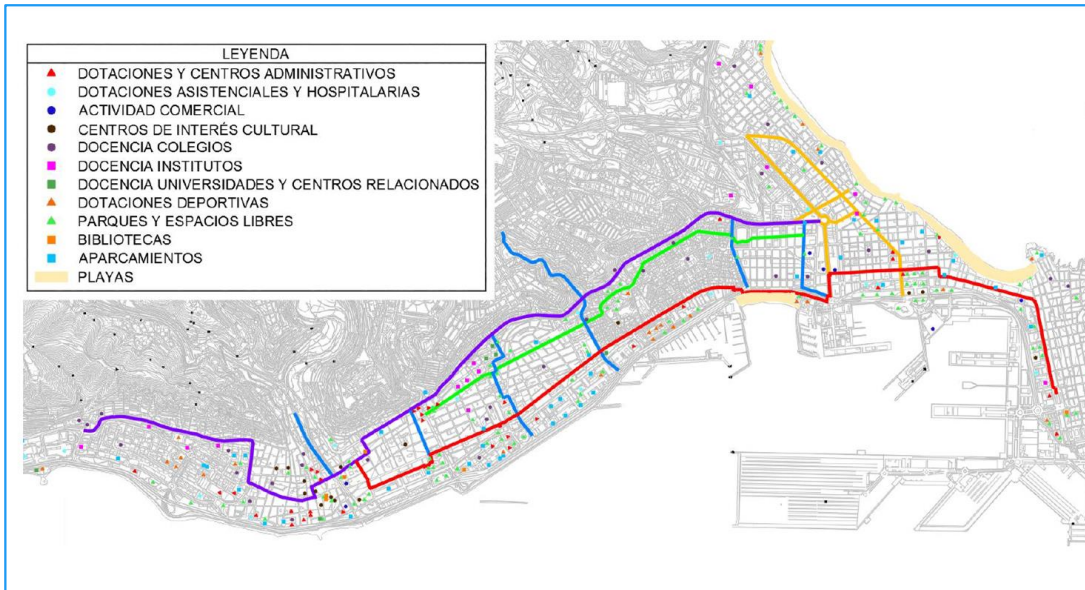 LEYENDA
DOTACIONES Y CENTROS ADMINISTRATIVOS
DOTACIONES ASISTENCIALES Y HOSPITALARIAS
ACTIVIDAD COMERCIAL
CENTROS DE INTERÉS CULTURAL
DOCENCIA COLEGIOS
DOCENCIA INSTITUTOS
DOCENCIA UNIVERSIDADES Y CENTROS RELACIONADOS
DOTACIONES DEPORTIVAS
PARQUES Y ESPACIOS LIBRES
BIBLIOTECAS
APARCAMIENTOS
PLAYAS